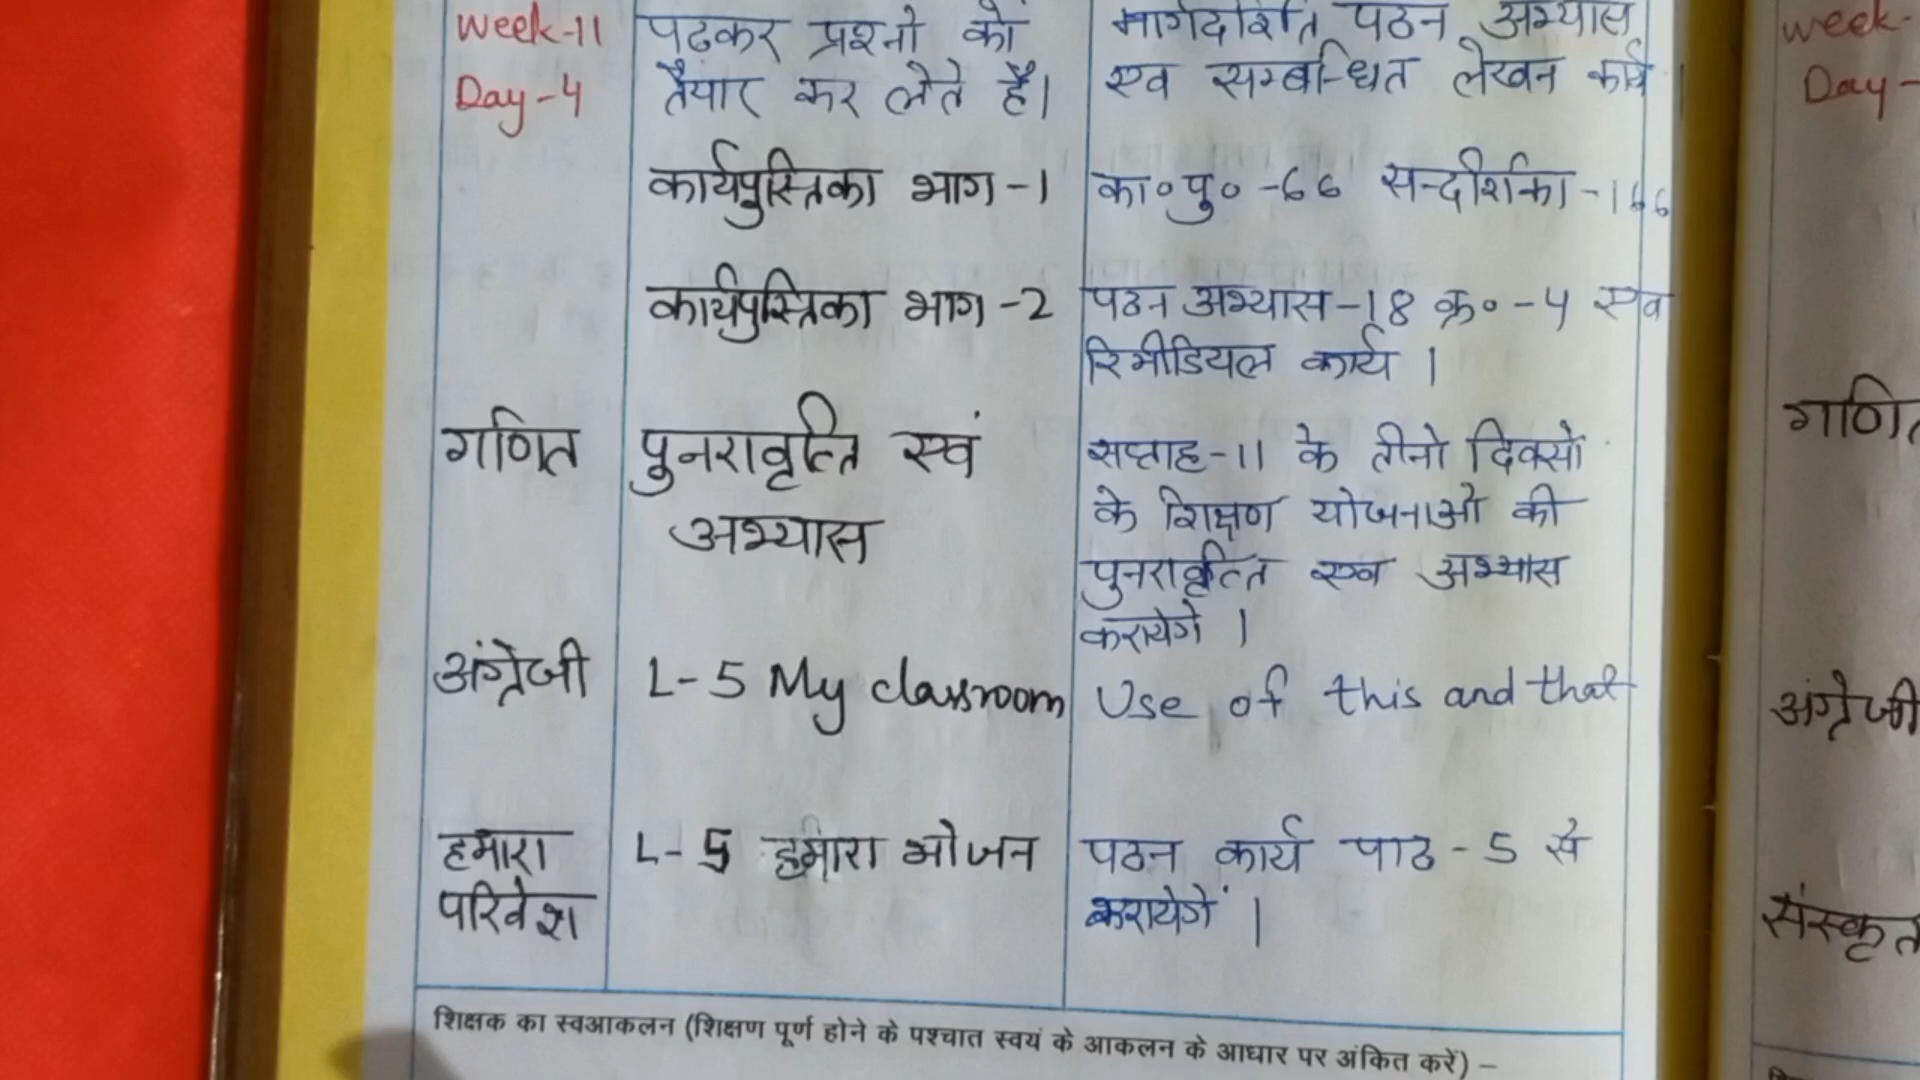 Week-11 पढकर प्रश्नो को मार्गदर्शित पठन अभ्यास
Day-4 तैयार कर लेते है। एव सम्बन्धित लेखन कार्य।
कार्यपुस्तिका भाग -1 का०पु० -66 सन्दर्शिका -166
कार्यपुस्तिका भाग -2 पठन अभ्यास -18 क्र० -4 एव
रिमीडियल कार्य।
गणित पुनरावृत्ति एवं सप्ताह-11 के तीनो दिवसो
अभ्यास के शिक्षण योजनाओ की
पुनरावृत्ति एव अभ्यास
करायेगे।
अंग्रेजी L-5 My classroom Use of this and that
हमारा L-5 हमारा भोजन पठन कार्य पाठ-5 से
परिवेश करायेगें।
शिक्षक का स्वआकलन (शिक्षण पूर्ण होने के पश्चात स्वयं के आकलन के आधार पर अंकित करें) –
week-
Day-
गणित
अंग्रेजी
संस्कृत